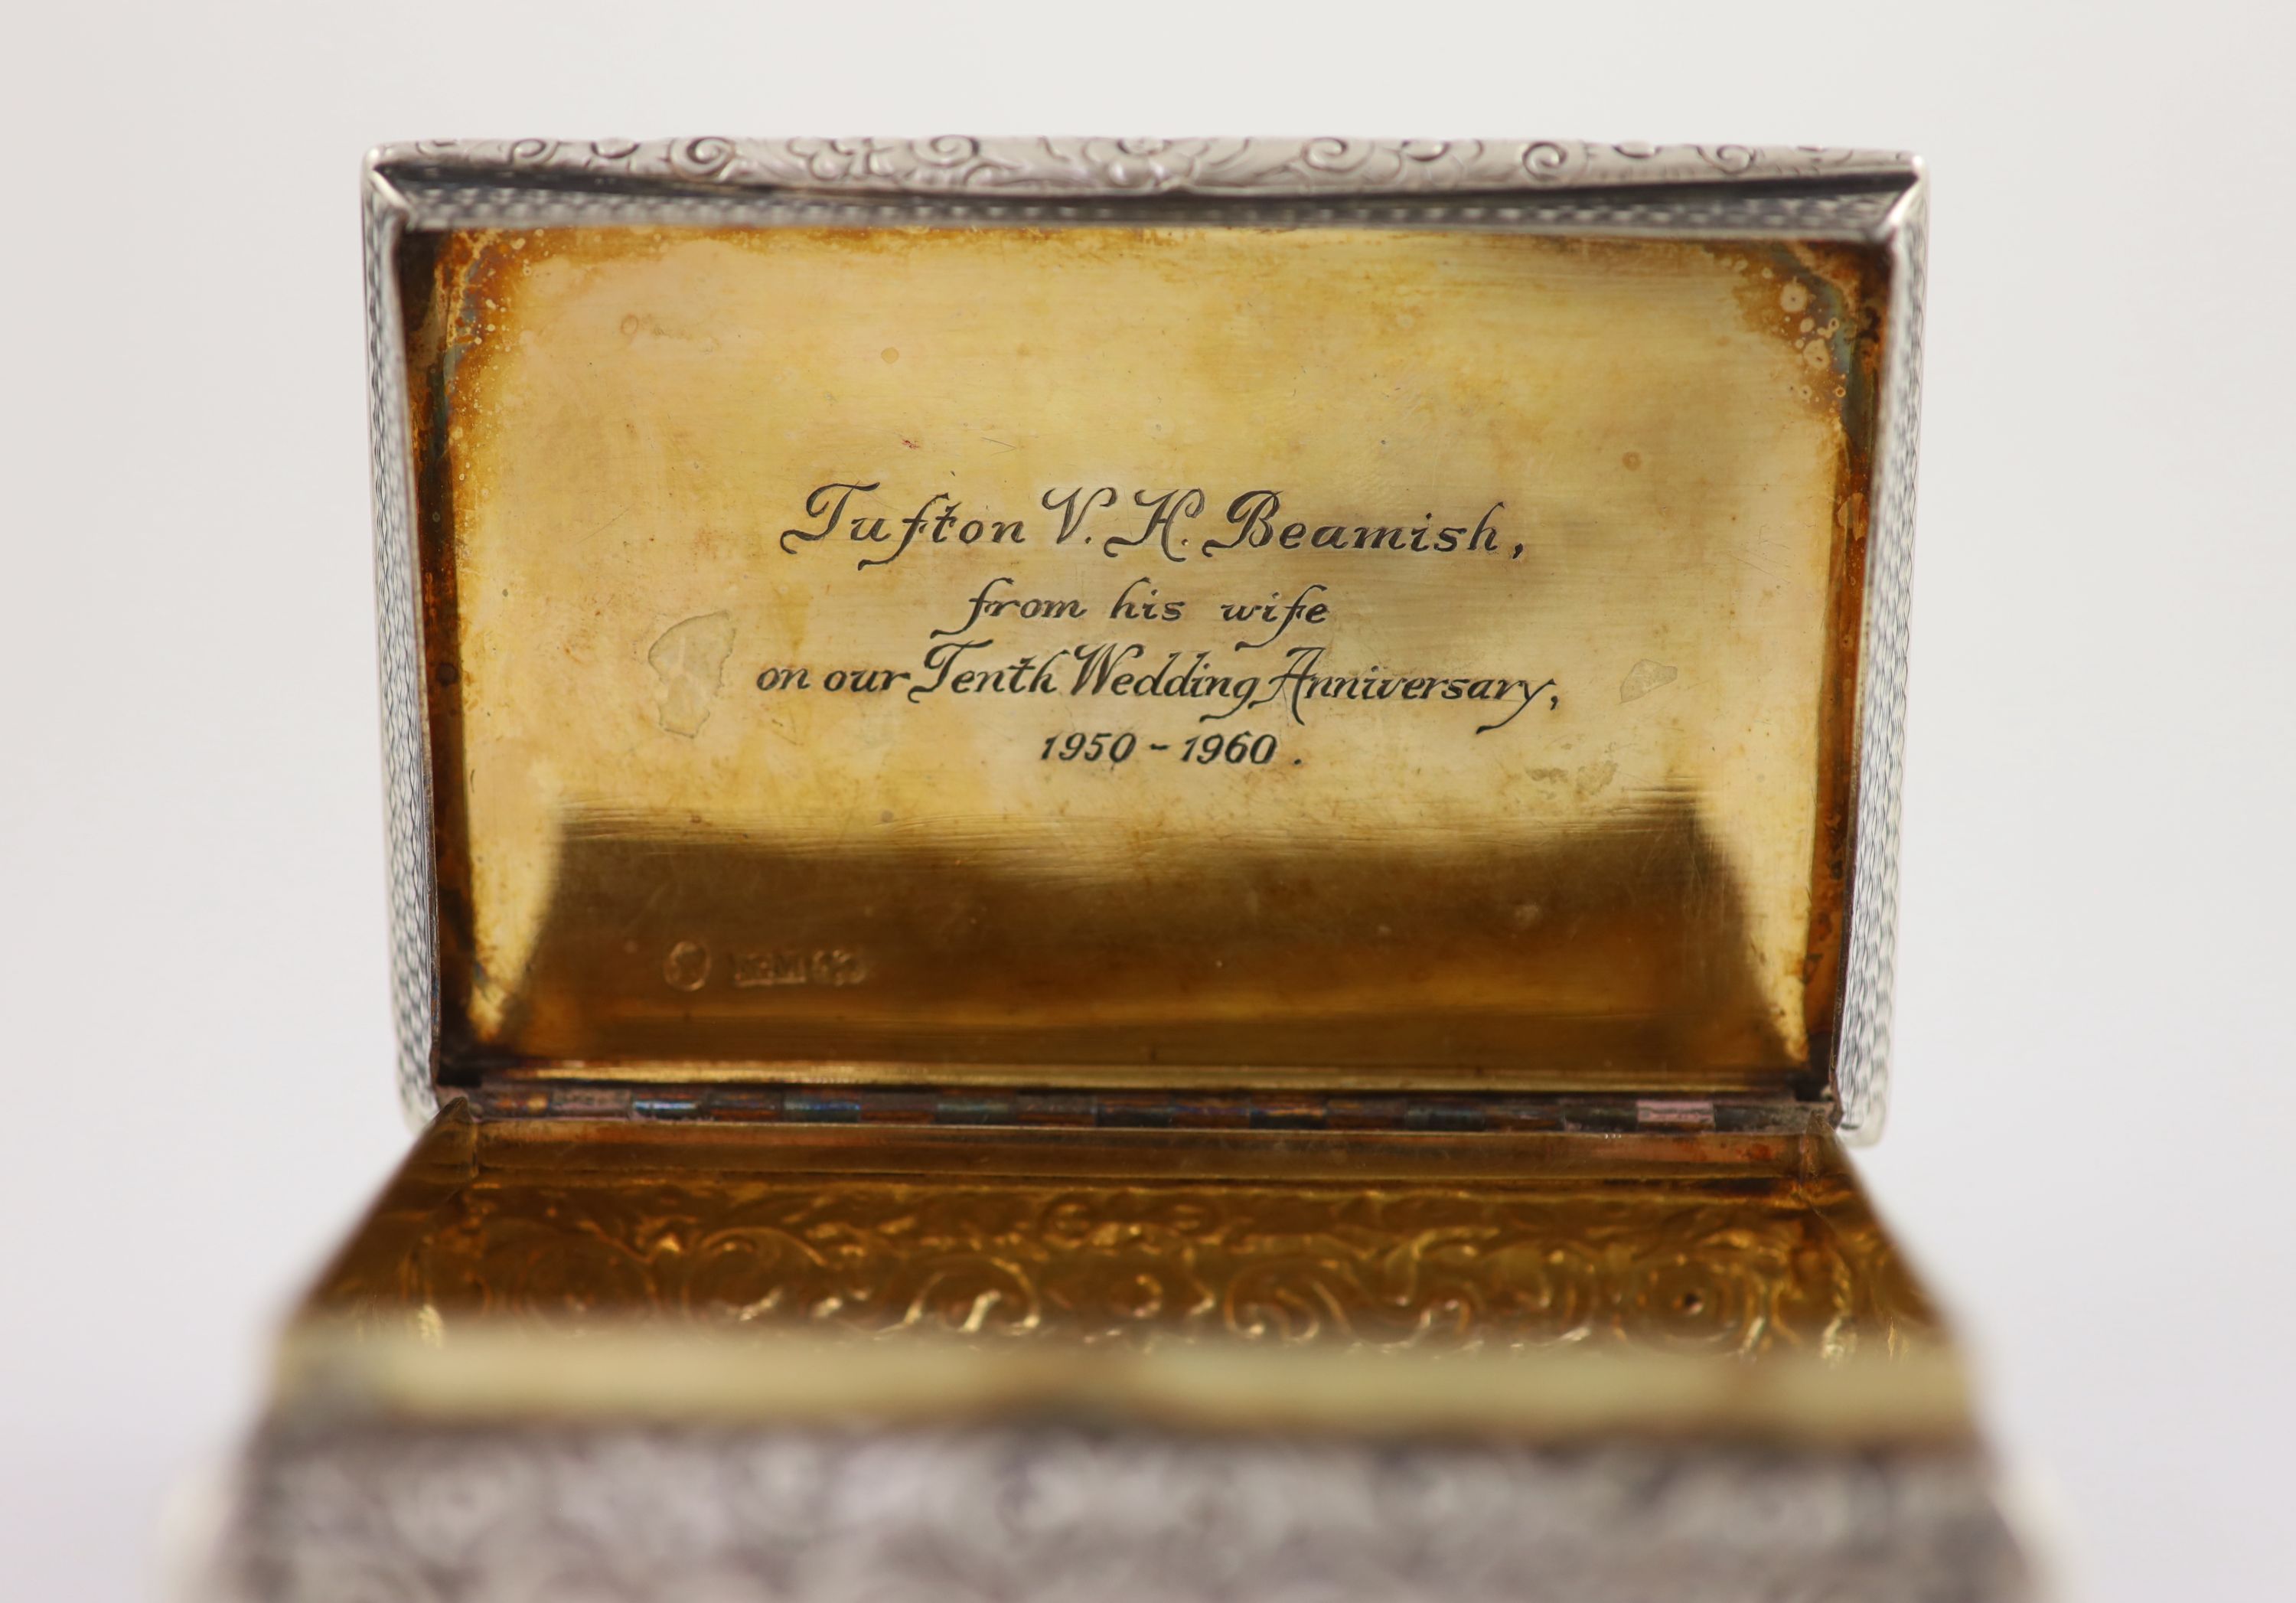 Tufton V. H. Beamish,
from his wife
on our Tenth Wedding Anniversary,
1950 - 1960.